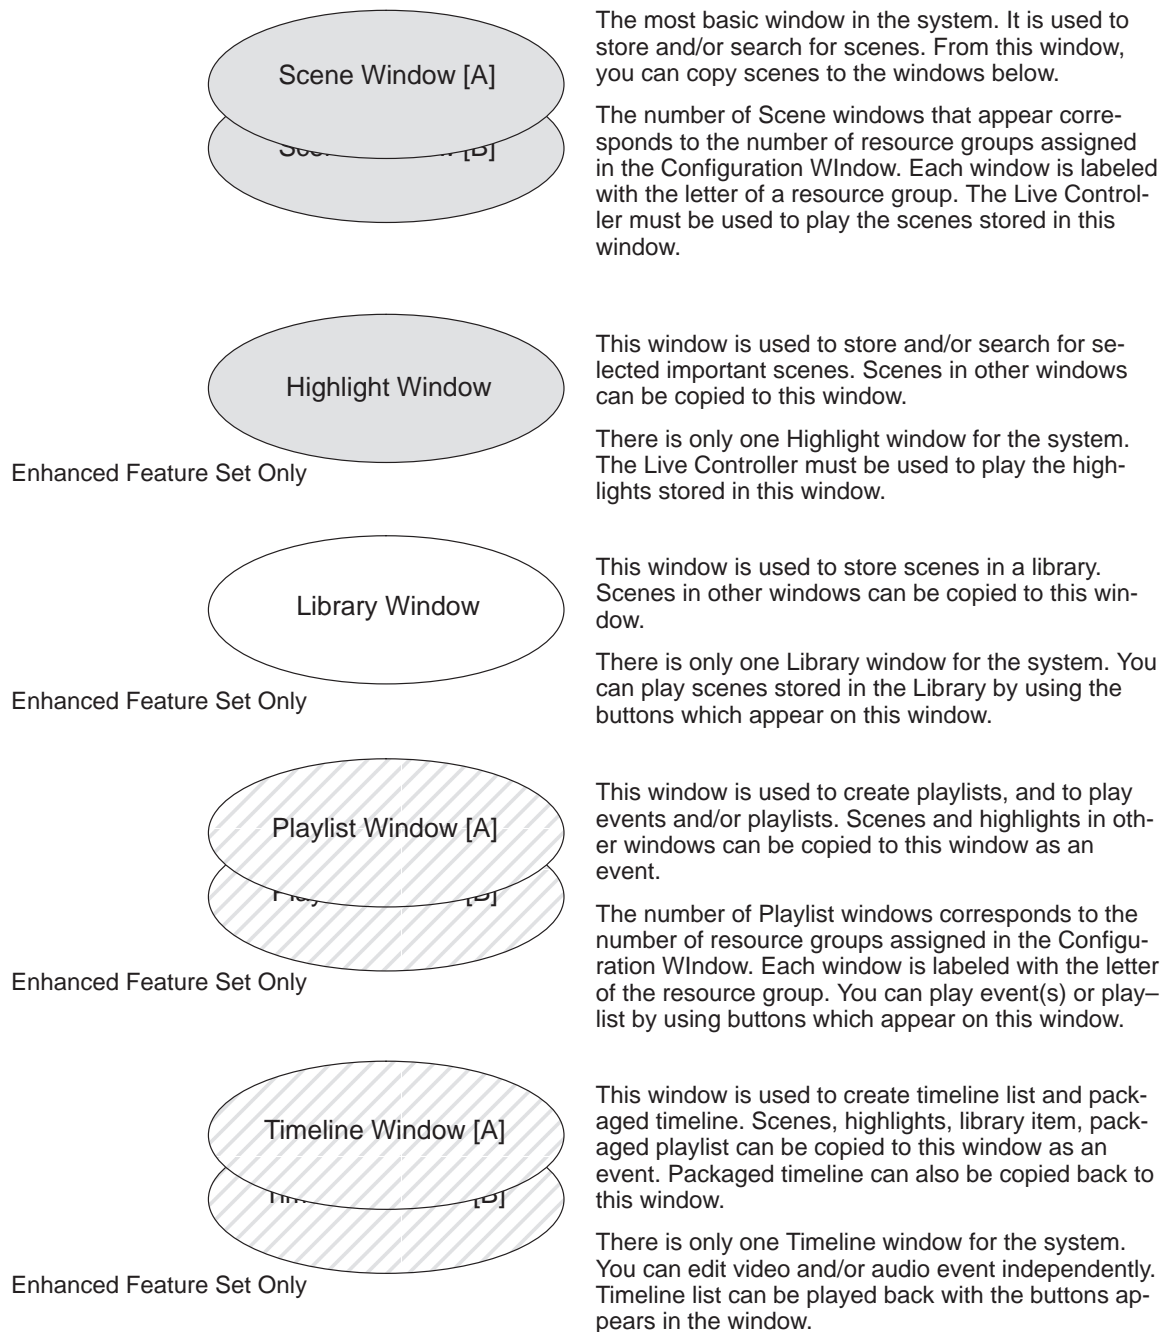 Scene Window [A]
[B]
The most basic window in the system. It is used to
store and/or search for scenes. From this window,
you can copy scenes to the windows below.
The number of Scene windows that appear corre-
sponds to the number of resource groups assigned
in the Configuration WIndow. Each window is labeled
with the letter of a resource group. The Live Control-
ler must be used to play the scenes stored in this
window.
Highlight Window
Enhanced Feature Set Only
This window is used to store and/or search for se-
lected important scenes. Scenes in other windows
can be copied to this window.
There is only one Highlight window for the system.
The Live Controller must be used to play the high-
lights stored in this window.
Library Window
Enhanced Feature Set Only
This window is used to store scenes in a library.
Scenes in other windows can be copied to this win-
dow.
There is only one Library window for the system. You
can play scenes stored in the Library by using the
buttons which appear on this window.
Playlist Window [A]
[B]
Enhanced Feature Set Only
This window is used to create playlists, and to play
events and/or playlists. Scenes and highlights in oth-
er windows can be copied to this window as an
event.
The number of Playlist windows corresponds to the
number of resource groups assigned in the Configu-
ration WIndow. Each window is labeled with the letter
of the resource group. You can play event(s) or play–
list by using buttons which appear on this window.
Timeline Window [A]
[B]
Enhanced Feature Set Only
This window is used to create timeline list and pack-
aged timeline. Scenes, highlights, library item, pack-
aged playlist can be copied to this window as an
event. Packaged timeline can also be copied back to
this window.
There is only one Timeline window for the system.
You can edit video and/or audio event independently.
Timeline list can be played back with the buttons ap-
pears in the window.